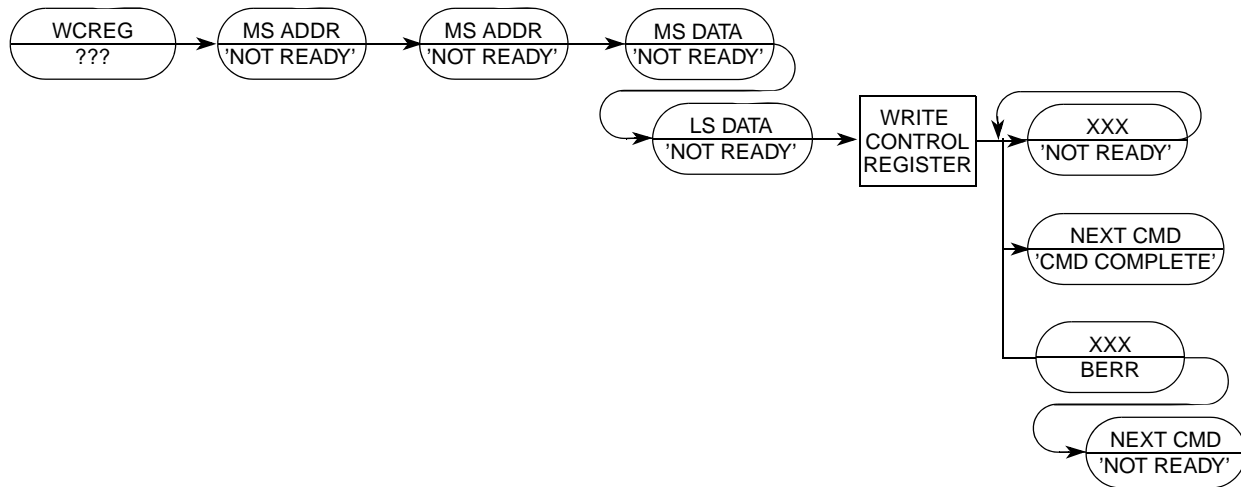 WCREG
???
MS ADDR
'NOT READY'
MS ADDR
'NOT READY'
MS DATA
'NOT READY'
LS DATA
'NOT READY'
WRITE
CONTROL
REGISTER
XXX
'NOT READY'
NEXT CMD
'CMD COMPLETE'
XXX
BERR
NEXT CMD
'NOT READY'